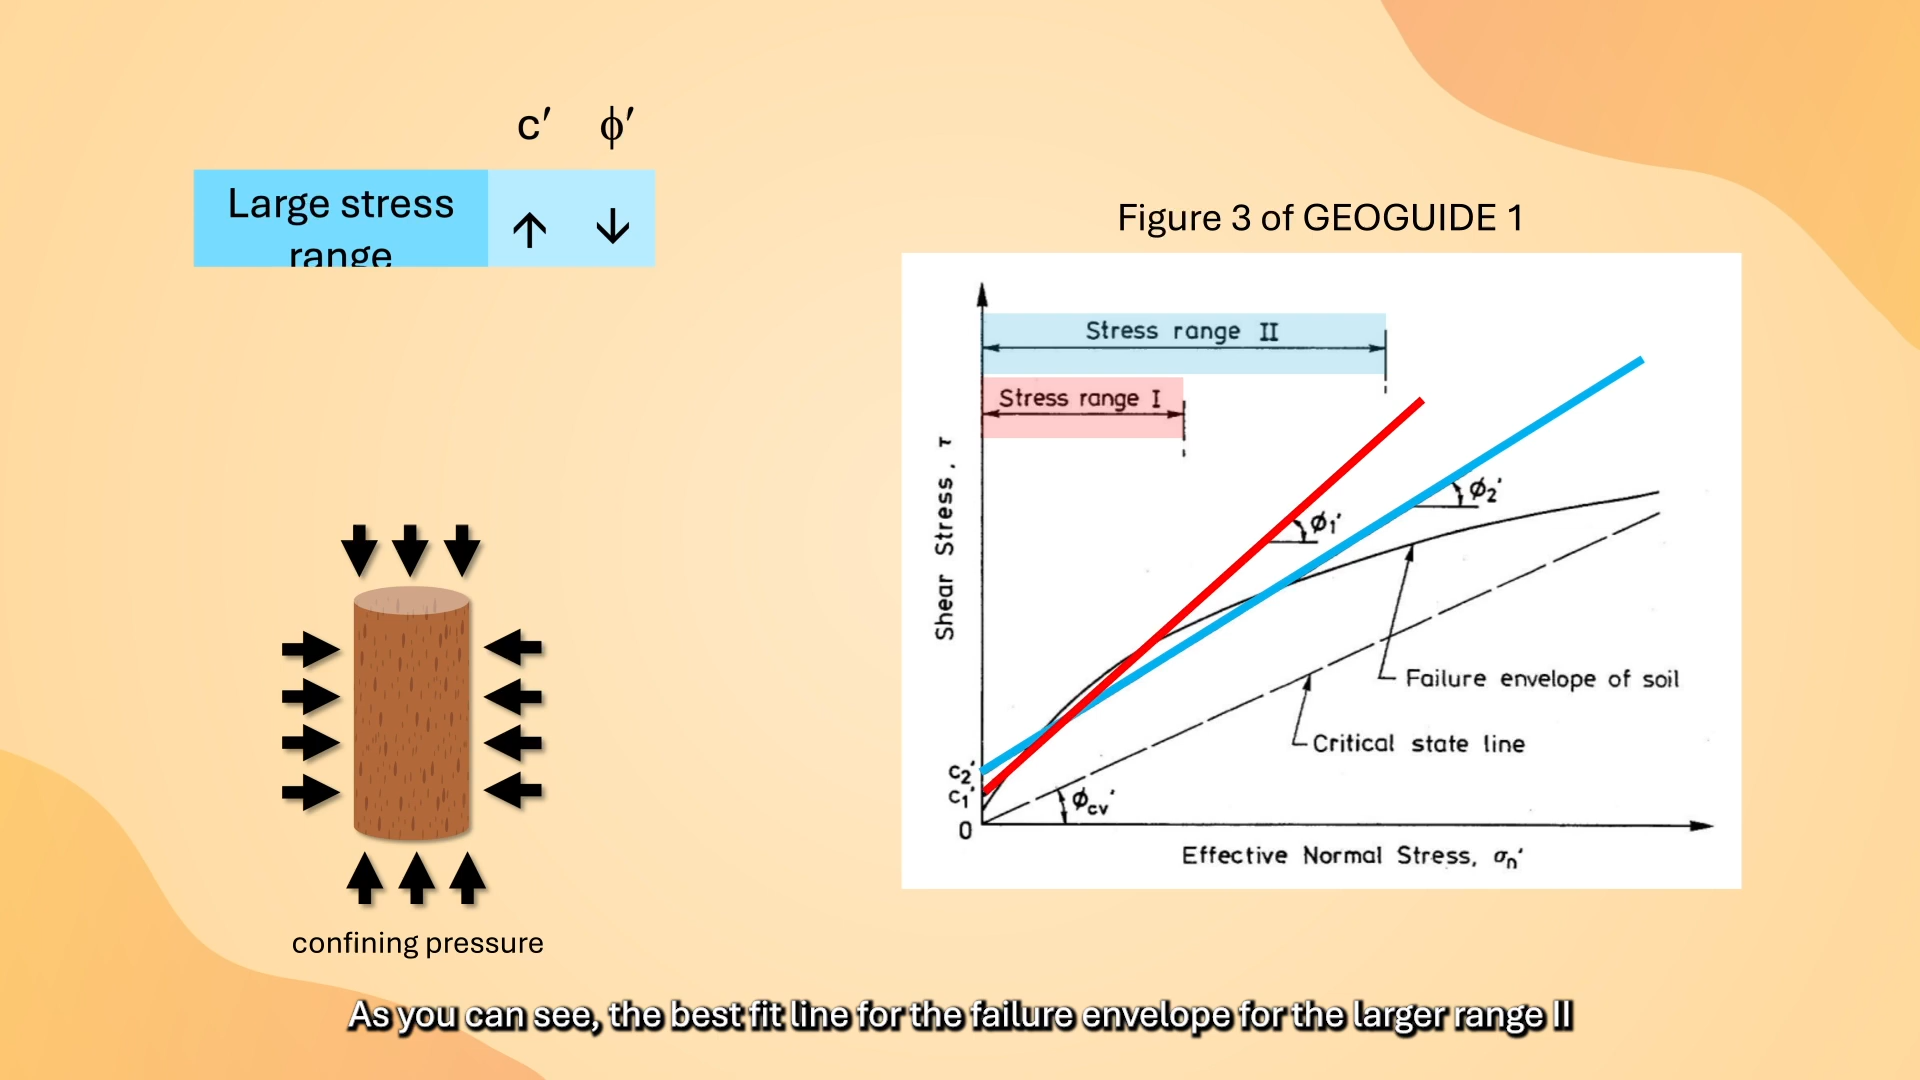 c′ ϕ′
Large stress
range
↑ ↓
Figure 3 of GEOGUIDE 1
Stress range II
Stress range I
Shear Stress, τ
ϕ₂'
ϕ₁'
Failure envelope of soil
Critical state line
c₂'
c₁'
ϕcv'
0
Effective Normal Stress, σn'
confining pressure
As you can see, the best fit line for the failure envelope for the larger range II